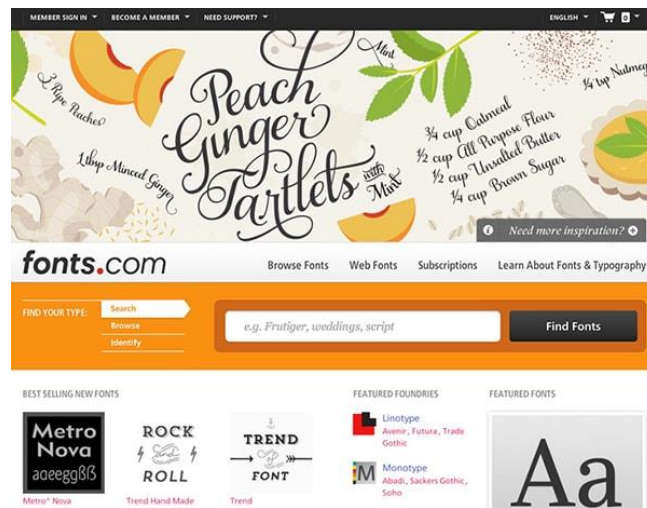 MEMBER SIGN IN BECOME A MEMBER NEED SUPPORT? ENGLISH 0
2 Ripe Peaches
1 tbsp Minced Ginger
Peach
Ginger
Tartlets with Mint
Mint
¼ tsp Nutmeg
¾ cup Oatmeal
½ cup All Purpose Flour
½ cup Unsalted Butter
¼ cup Brown Sugar
Need more inspiration?
fonts.com
Browse Fonts Web Fonts Subscriptions Learn About Fonts & Typography
FIND YOUR TYPE:
Search
Browse
Identify
e.g. Frutiger, weddings, script
Find Fonts
BEST SELLING NEW FONTS
Metro
Nova
aaeeggßß
Metro® Nova
ROCK
and
ROLL
Trend Hand Made
TREND
OF
FONT
Trend
FEATURED FOUNDRIES
Linotype
Avenir, Futura, Trade
Gothic
M
Monotype
Abadi, Sackers Gothic,
Soho
FEATURED FONTS
Aa